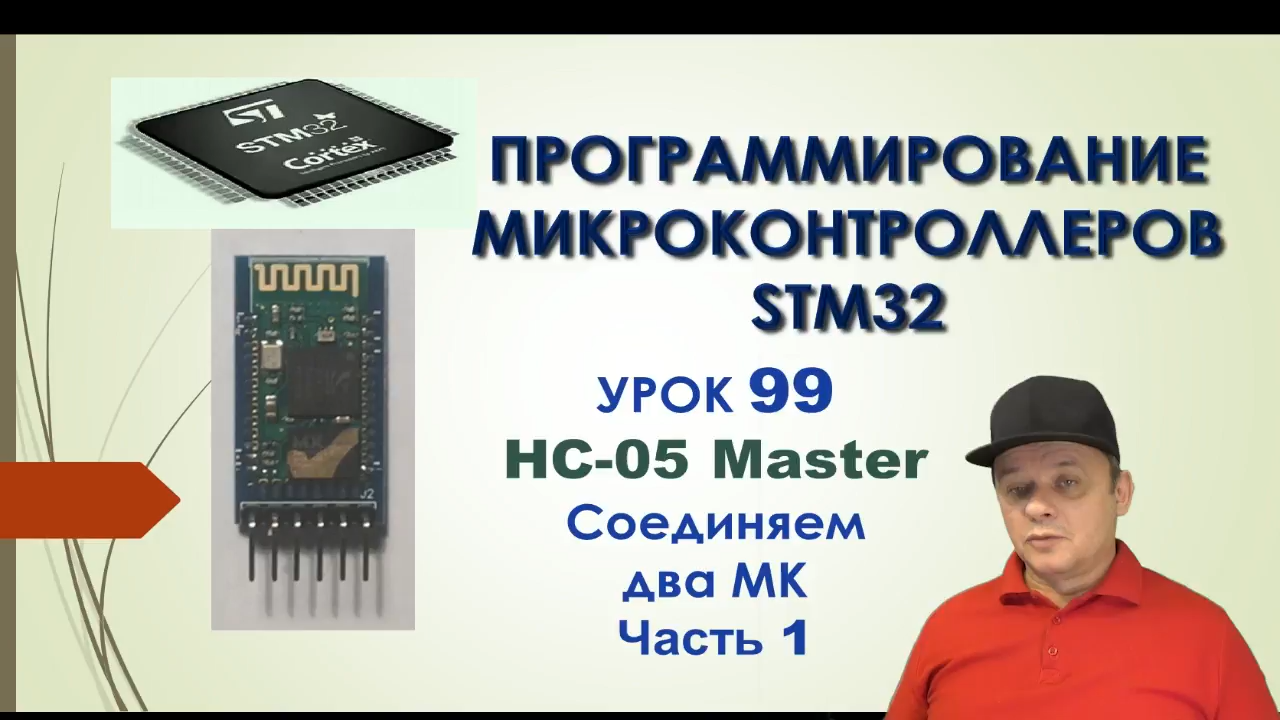 ST
STM32
Cortex
ПРОГРАММИРОВАНИЕ
МИКРОКОНТРОЛЛЕРОВ
STM32
УРОК 99
HC-05 Master
Соединяем
два МК
Часть 1
J2